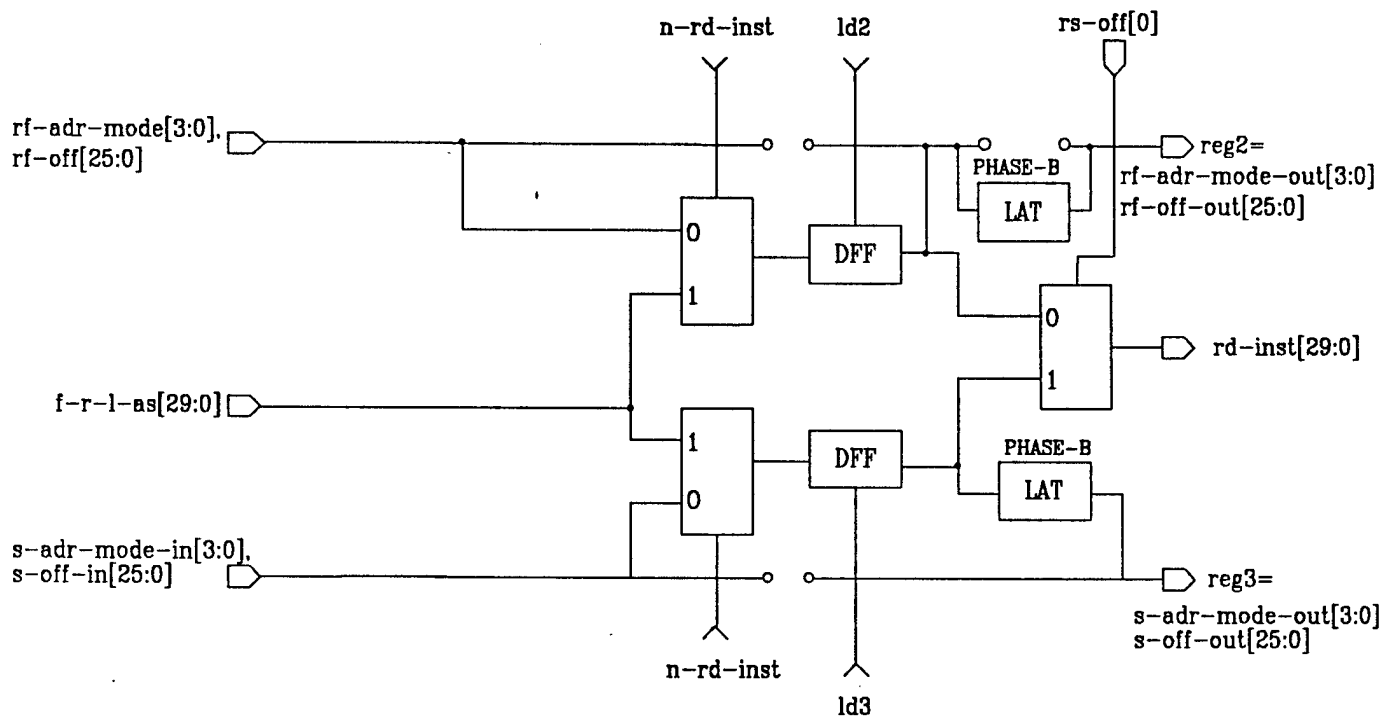 n-rd-inst
ld2
rs-off[0]
rf-adr-mode[3:0],
rf-off[25:0]
reg2=
rf-adr-mode-out[3:0]
rf-off-out[25:0]
PHASE-B
LAT
0
1
DFF
0
1
rd-inst[29:0]
f-r-l-as[29:0]
1
0
DFF
PHASE-B
LAT
s-adr-mode-in[3:0],
s-off-in[25:0]
reg3=
s-adr-mode-out[3:0]
s-off-out[25:0]
n-rd-inst
ld3